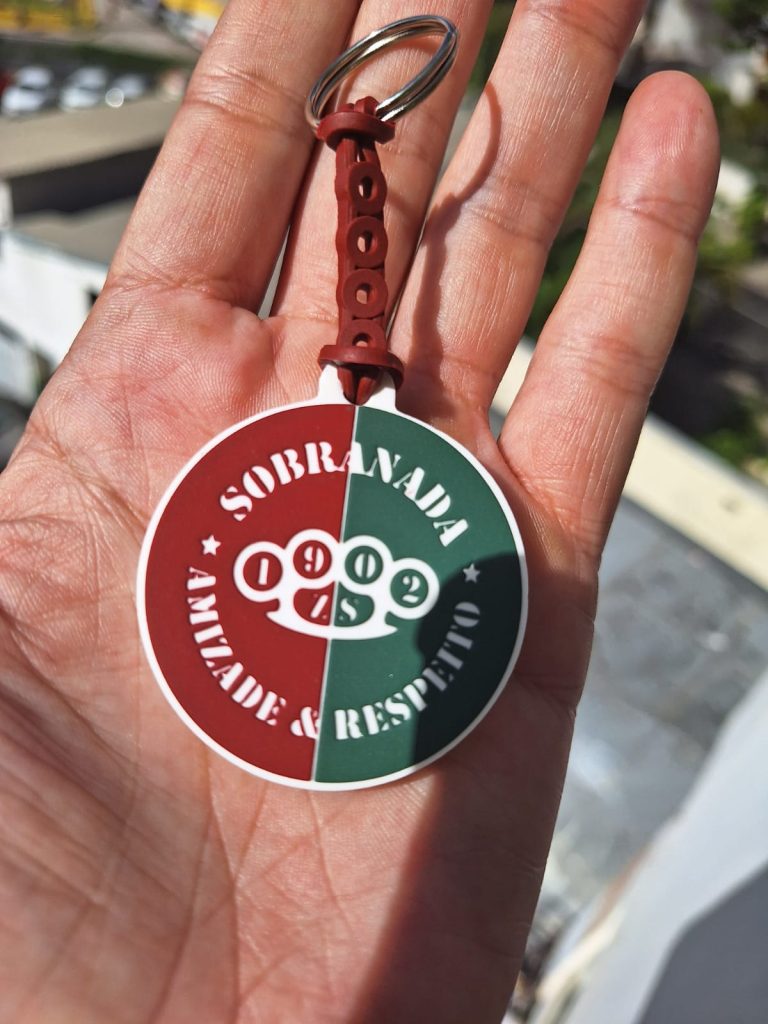 SOBRANADA
1902
ZS
AMIZADE & RESPEITO